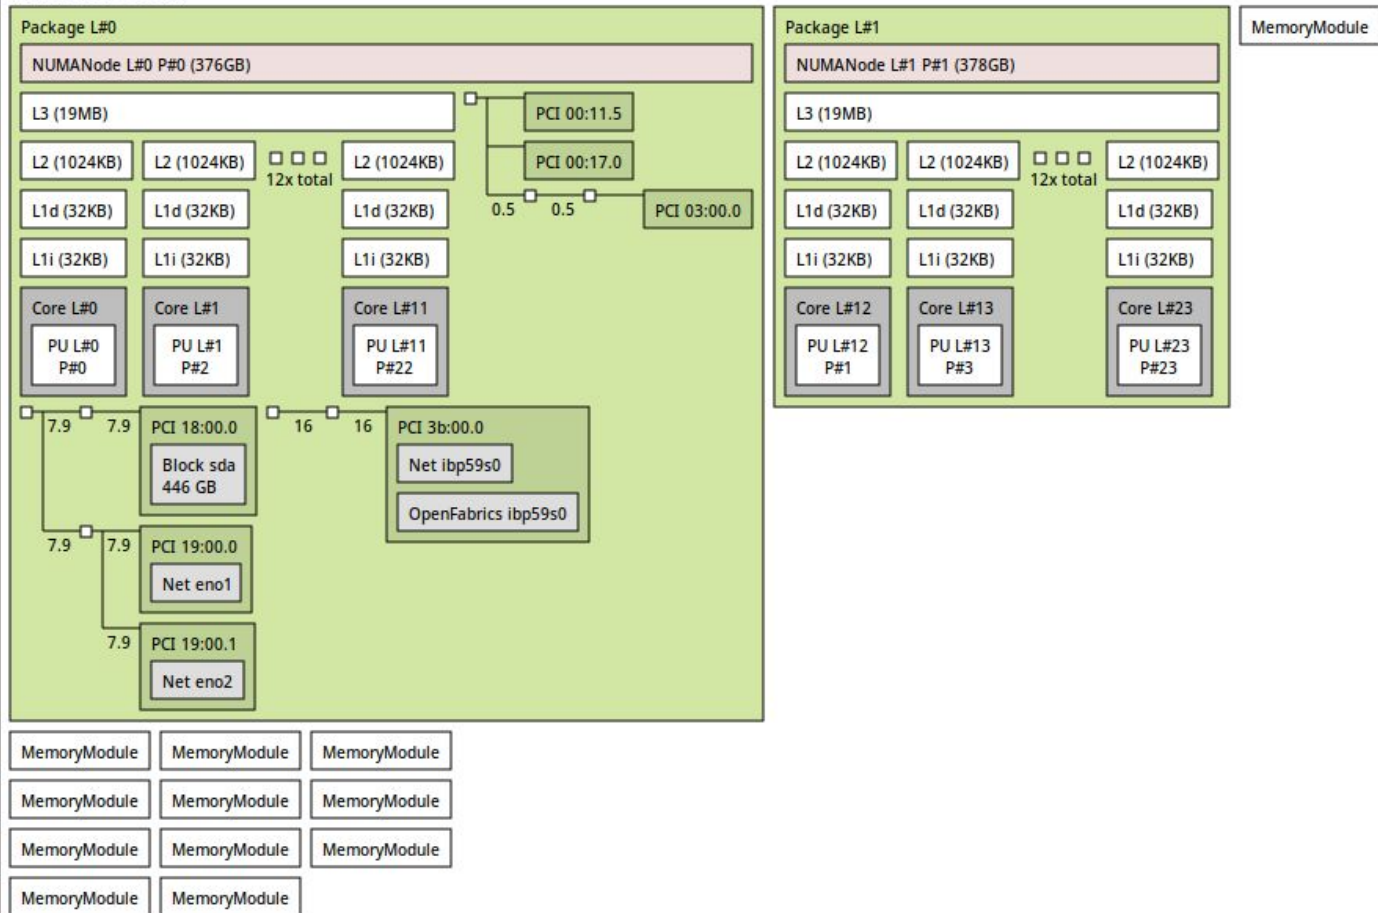 Package L#0
NUMANode L#0 P#0 (376GB)
L3 (19MB)
PCI 00:11.5
L2 (1024KB) L2 (1024KB) L2 (1024KB)
12x total
PCI 00:17.0
L1d (32KB) L1d (32KB) L1d (32KB)
0.5 0.5 PCI 03:00.0
L1i (32KB) L1i (32KB) L1i (32KB)
Core L#0 Core L#1 Core L#11
PU L#0 PU L#1 PU L#11
P#0 P#2 P#22
7.9 7.9 PCI 18:00.0
Block sda
446 GB
16 16 PCI 3b:00.0
Net ibp59s0
OpenFabrics ibp59s0
7.9 7.9 PCI 19:00.0
Net eno1
7.9 PCI 19:00.1
Net eno2
Package L#1
NUMANode L#1 P#1 (378GB)
L3 (19MB)
L2 (1024KB) L2 (1024KB) L2 (1024KB)
12x total
L1d (32KB) L1d (32KB) L1d (32KB)
L1i (32KB) L1i (32KB) L1i (32KB)
Core L#12 Core L#13 Core L#23
PU L#12 PU L#13 PU L#23
P#1 P#3 P#23
MemoryModule
MemoryModule MemoryModule MemoryModule
MemoryModule MemoryModule MemoryModule
MemoryModule MemoryModule MemoryModule
MemoryModule MemoryModule